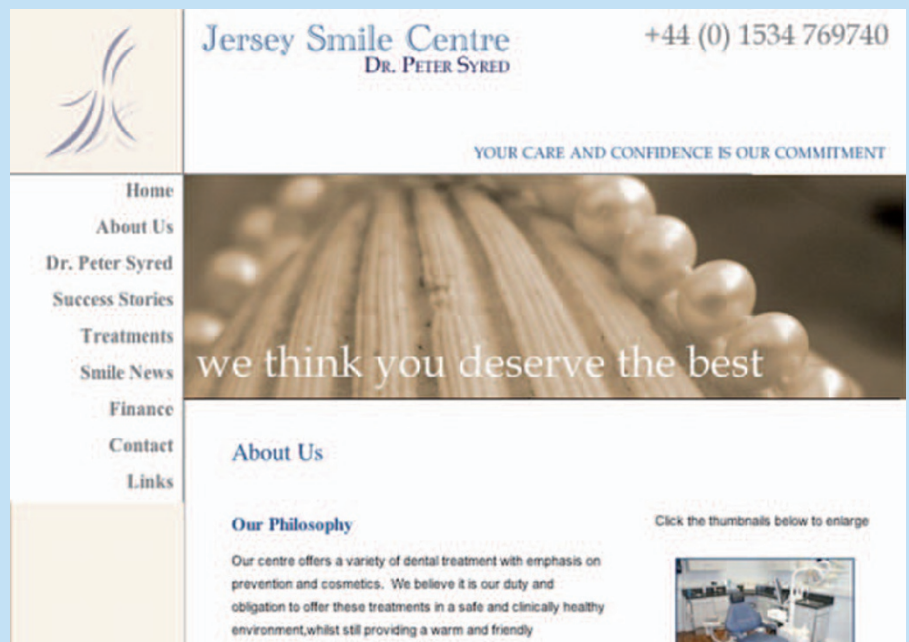 Jersey Smile Centre
DR. PETER SYRED
+44 (0) 1534 769740
YOUR CARE AND CONFIDENCE IS OUR COMMITMENT
Home
About Us
Dr. Peter Syred
Success Stories
Treatments
Smile News
Finance
Contact
Links
we think you deserve the best
About Us
Our Philosophy
Our centre offers a variety of dental treatment with emphasis on
prevention and cosmetics. We believe it is our duty and
obligation to offer these treatments in a safe and clinically healthy
environment,whilst still providing a warm and friendly
Click the thumbnails below to enlarge